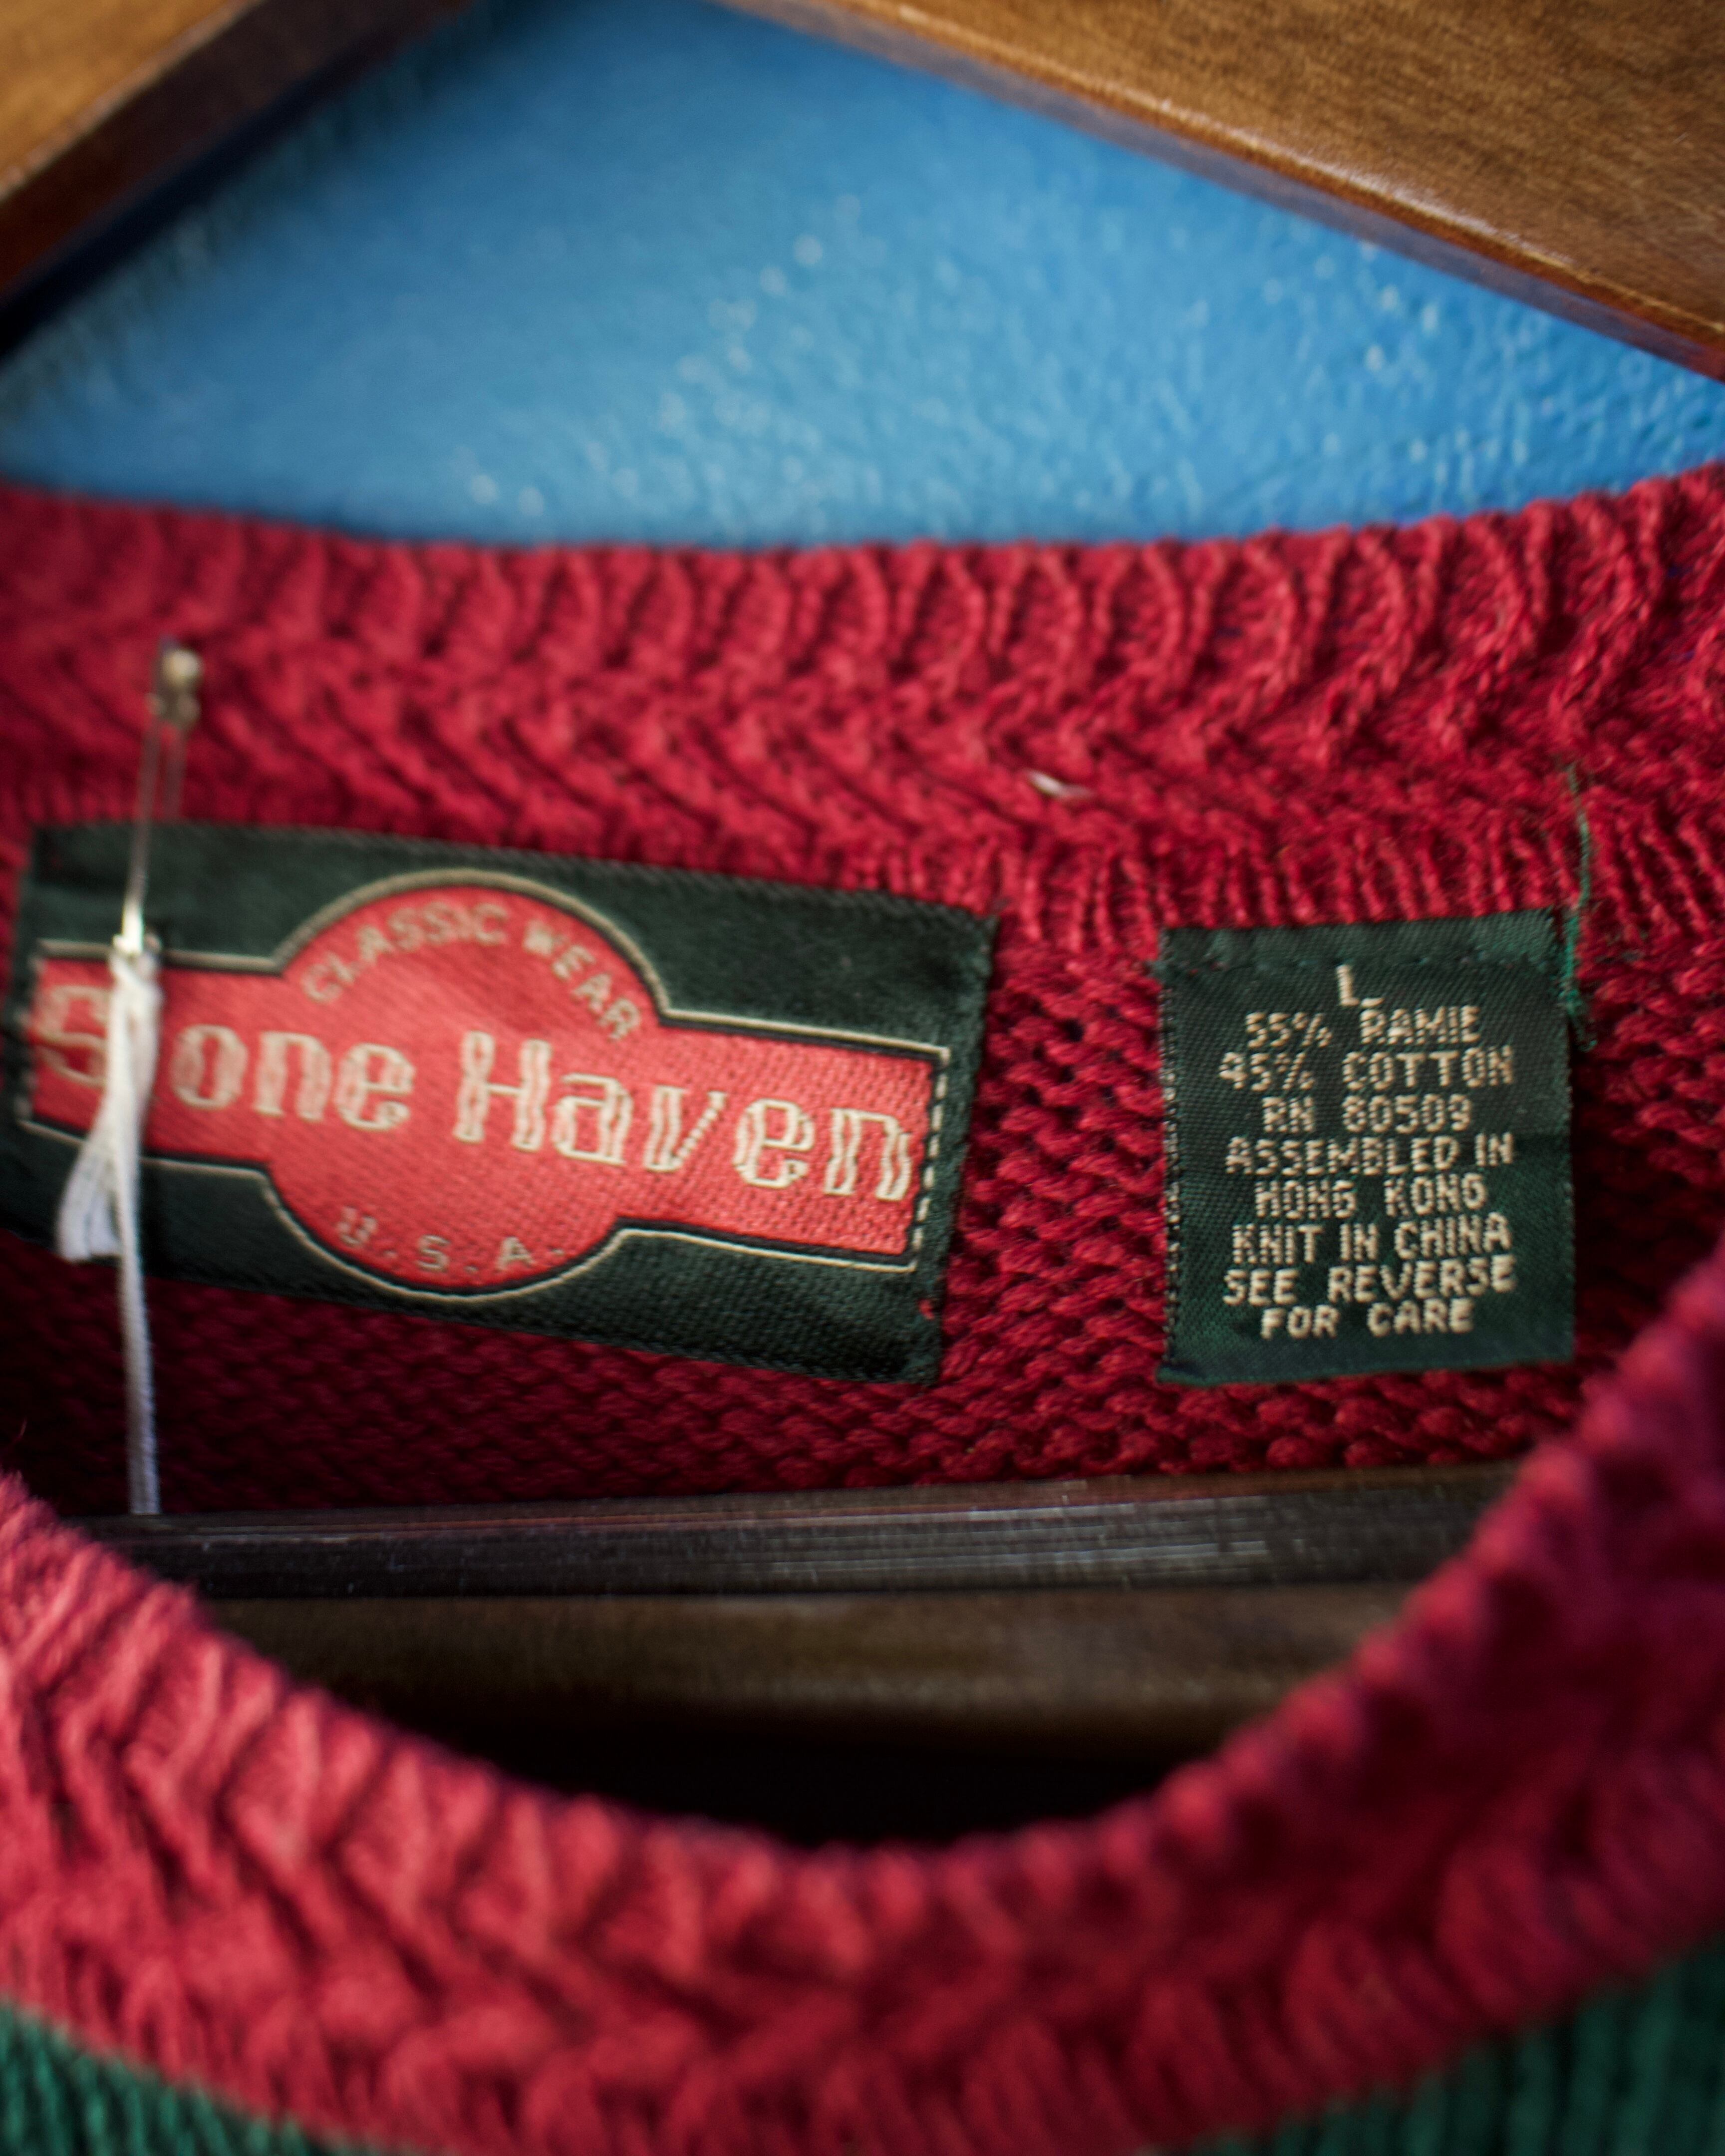 CLASSIC WEAR
Stone Haven
U.S.A.
L
55% RAMIE
45% COTTON
RN 80509
ASSEMBLED IN
HONG KONG
KNIT IN CHINA
SEE REVERSE
FOR CARE